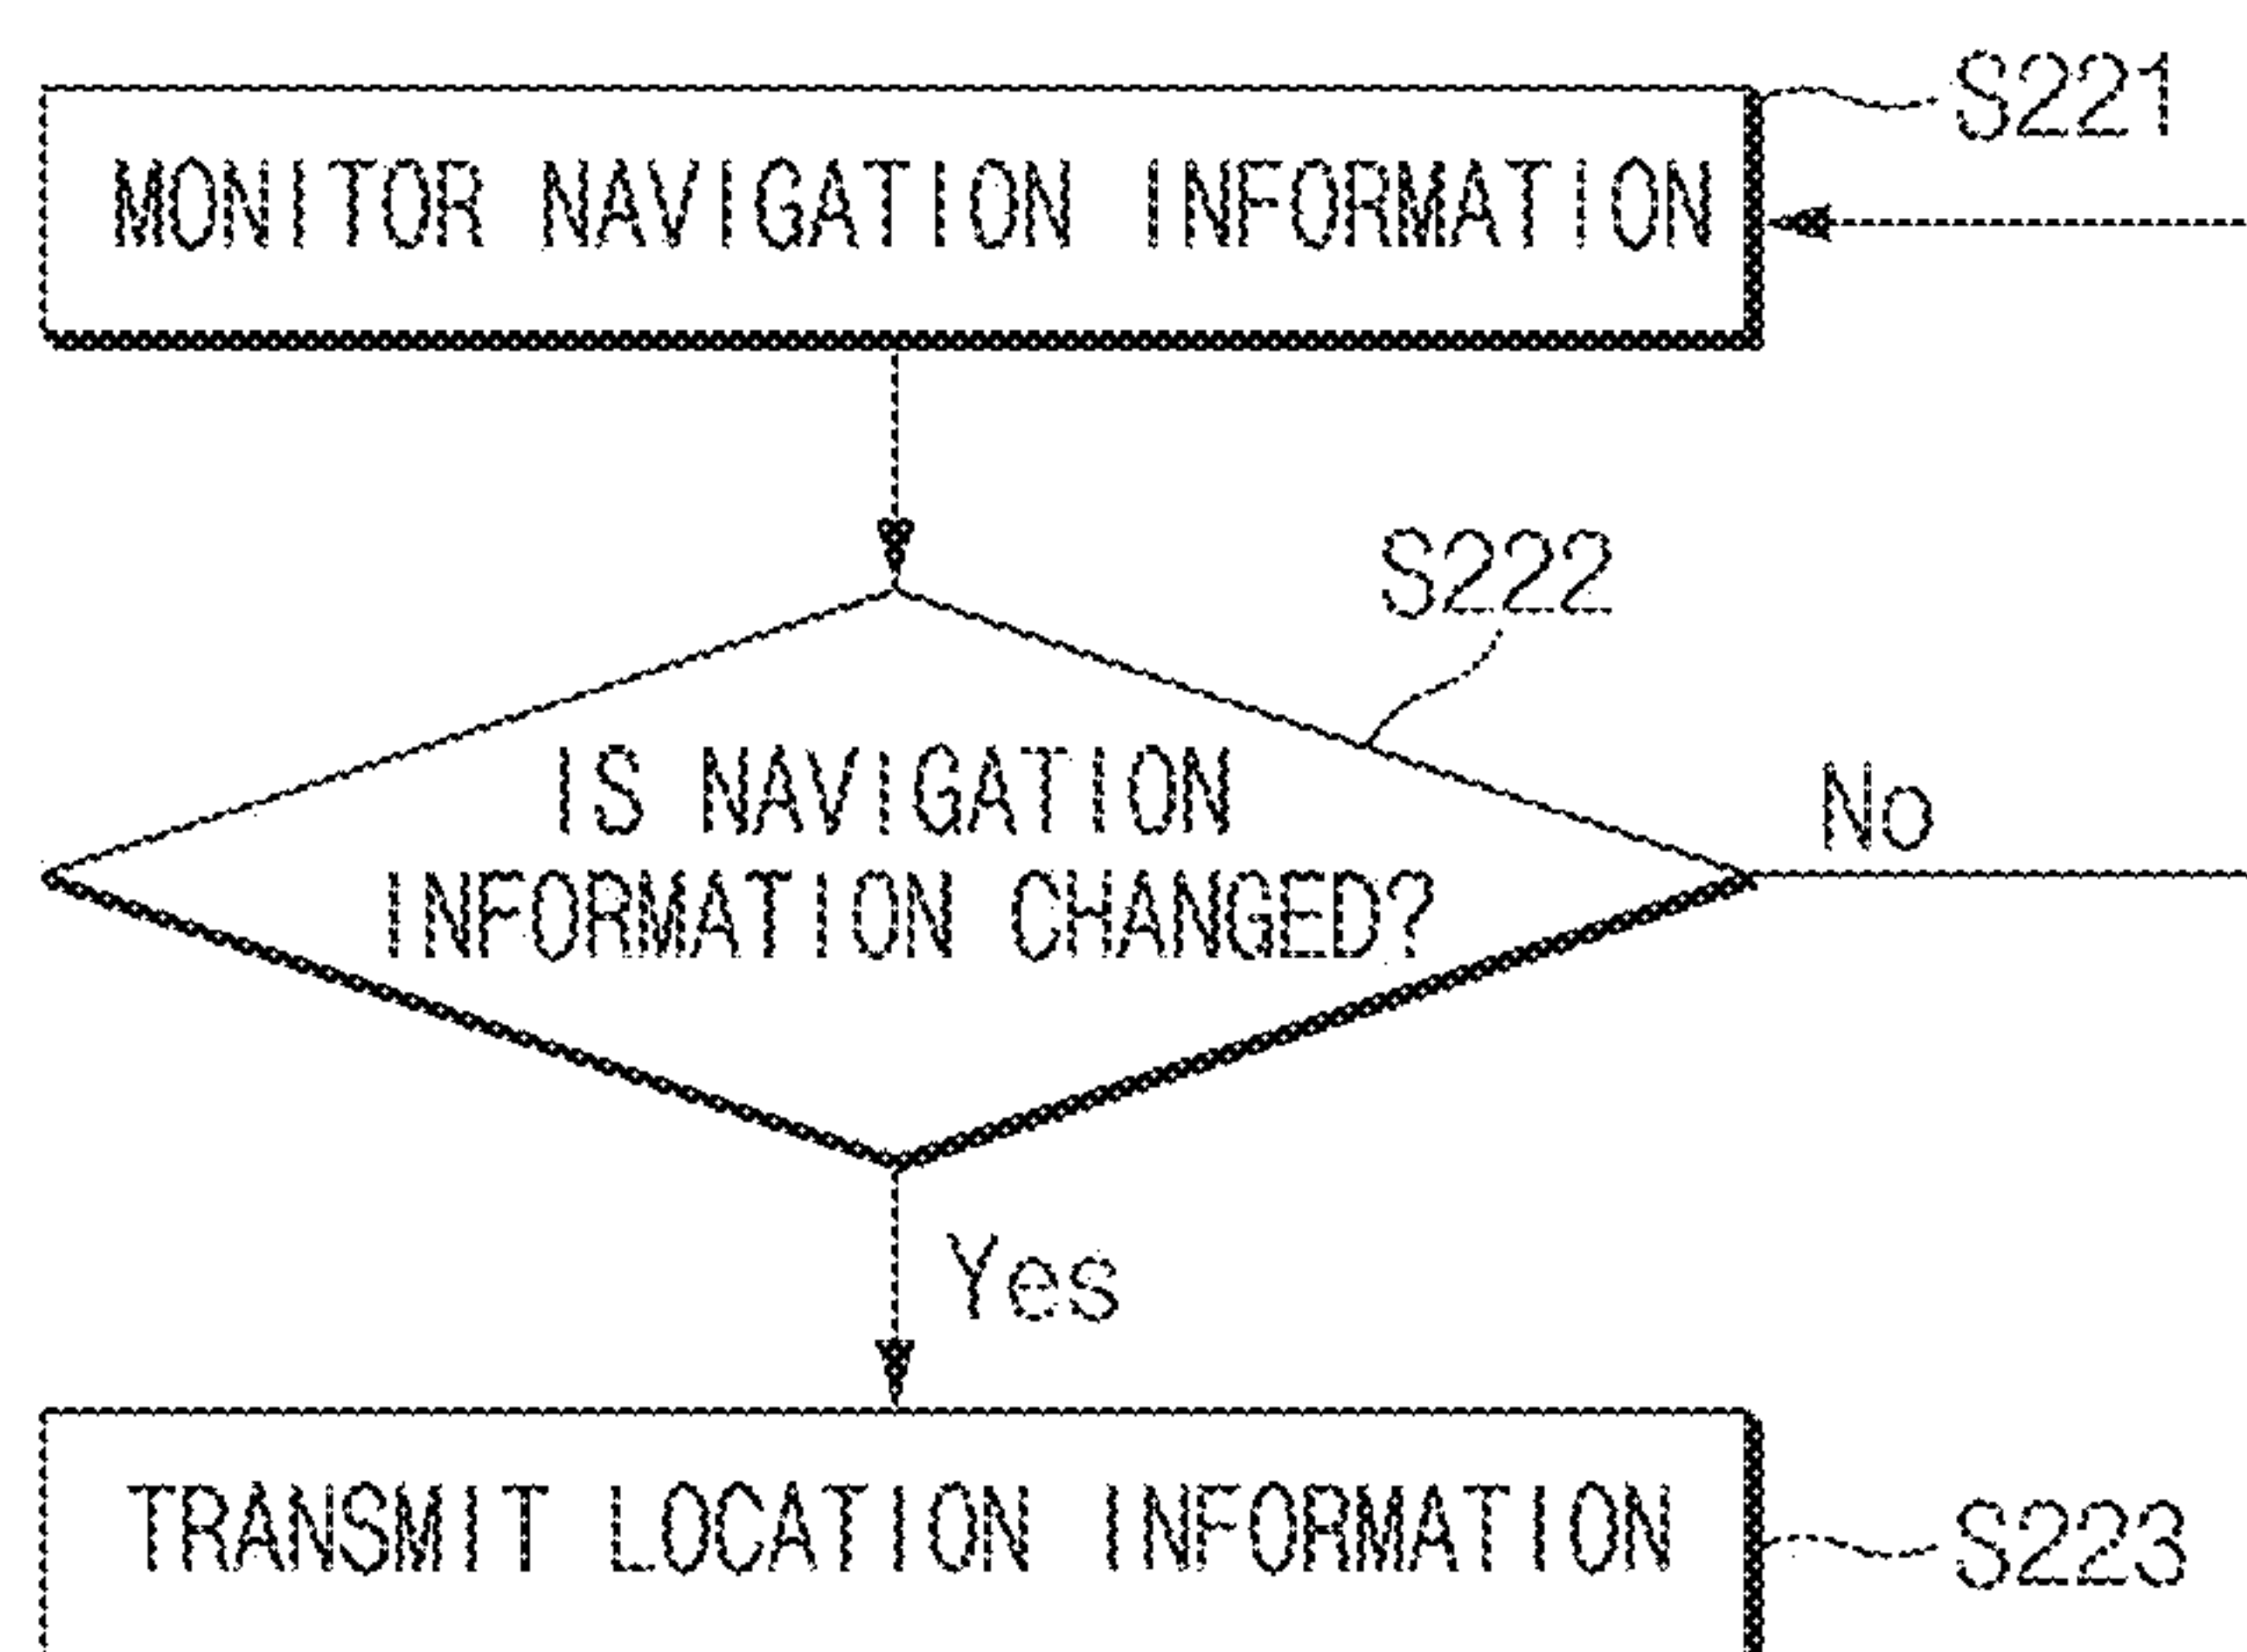 S221
MONITOR NAVIGATION INFORMATION
S222
IS NAVIGATION
INFORMATION CHANGED?
No
Yes
TRANSMIT LOCATION INFORMATION
S223